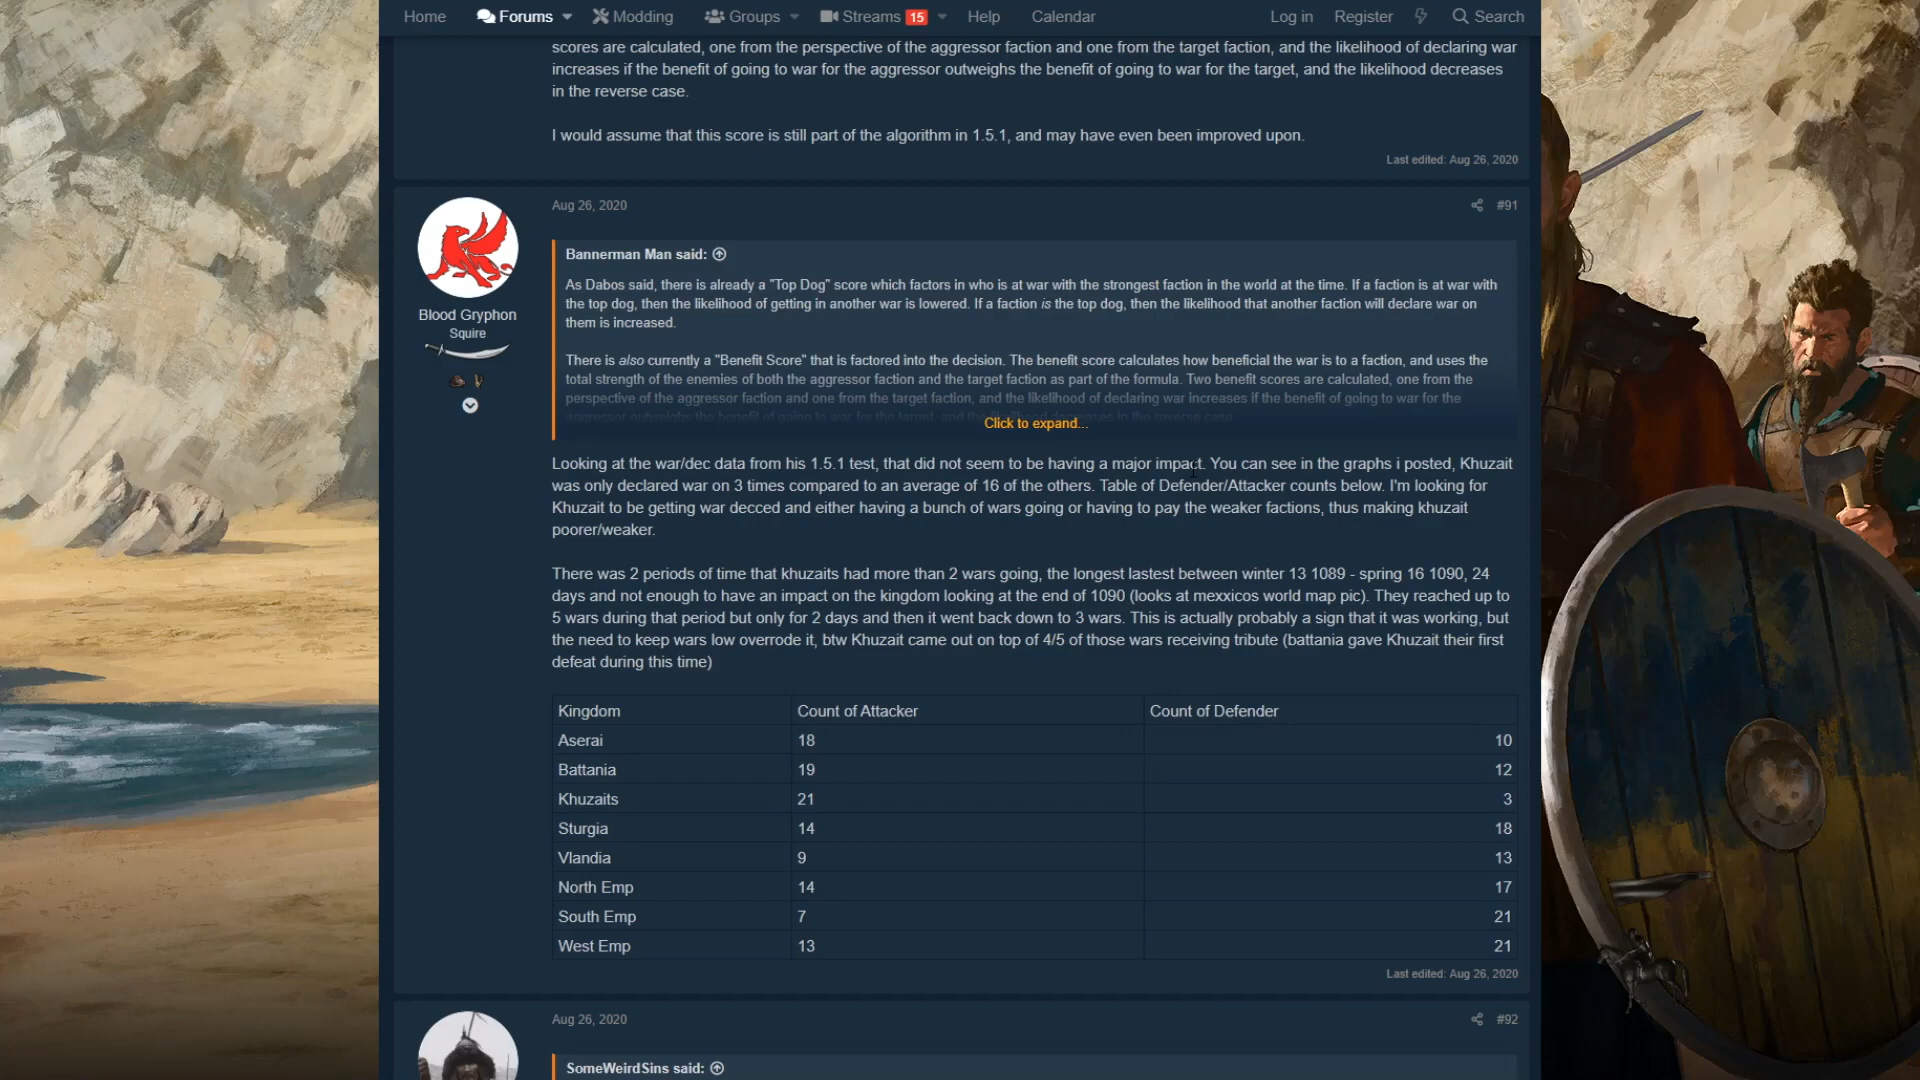 Home Forums Modding Groups Streams 15 Help Calendar Log in Register Search
scores are calculated, one from the perspective of the aggressor faction and one from the target faction, and the likelihood of declaring war
increases if the benefit of going to war for the aggressor outweighs the benefit of going to war for the target, and the likelihood decreases
in the reverse case.
I would assume that this score is still part of the algorithm in 1.5.1, and may have even been improved upon.
Last edited: Aug 26, 2020
Aug 26, 2020 #91
Blood Gryphon
Squire
Bannerman Man said:
As Dabos said, there is already a "Top Dog" score which factors in who is at war with the strongest faction in the world at the time. If a faction is at war with
the top dog, then the likelihood of getting in another war is lowered. If a faction is the top dog, then the likelihood that another faction will declare war on
them is increased.
There is also currently a "Benefit Score" that is factored into the decision. The benefit score calculates how beneficial the war is to a faction, and uses the
total strength of the enemies of both the aggressor faction and the target faction as part of the formula. Two benefit scores are calculated, one from the
perspective of the aggressor faction and one from the target faction, and the likelihood of declaring war increases if the benefit of going to war for the
aggressor outweighs the benefit of going to war for the target, and the likelihood decreases in the reverse case.
Click to expand...
Looking at the war/dec data from his 1.5.1 test, that did not seem to be having a major impact. You can see in the graphs i posted, Khuzait
was only declared war on 3 times compared to an average of 16 of the others. Table of Defender/Attacker counts below. I'm looking for
Khuzait to be getting war decced and either having a bunch of wars going or having to pay the weaker factions, thus making khuzait
poorer/weaker.
There was 2 periods of time that khuzaits had more than 2 wars going, the longest lastest between winter 13 1089 - spring 16 1090, 24
days and not enough to have an impact on the kingdom looking at the end of 1090 (looks at mexxicos world map pic). They reached up to
5 wars during that period but only for 2 days and then it went back down to 3 wars. This is actually probably a sign that it was working, but
the need to keep wars low overrode it, btw Khuzait came out on top of 4/5 of those wars receiving tribute (battania gave Khuzait their first
defeat during this time)
Kingdom Count of Attacker Count of Defender
Aserai 18 10
Battania 19 12
Khuzaits 21 3
Sturgia 14 18
Vlandia 9 13
North Emp 14 17
South Emp 7 21
West Emp 13 21
Last edited: Aug 26, 2020
Aug 26, 2020 #92
SomeWeirdSins said: